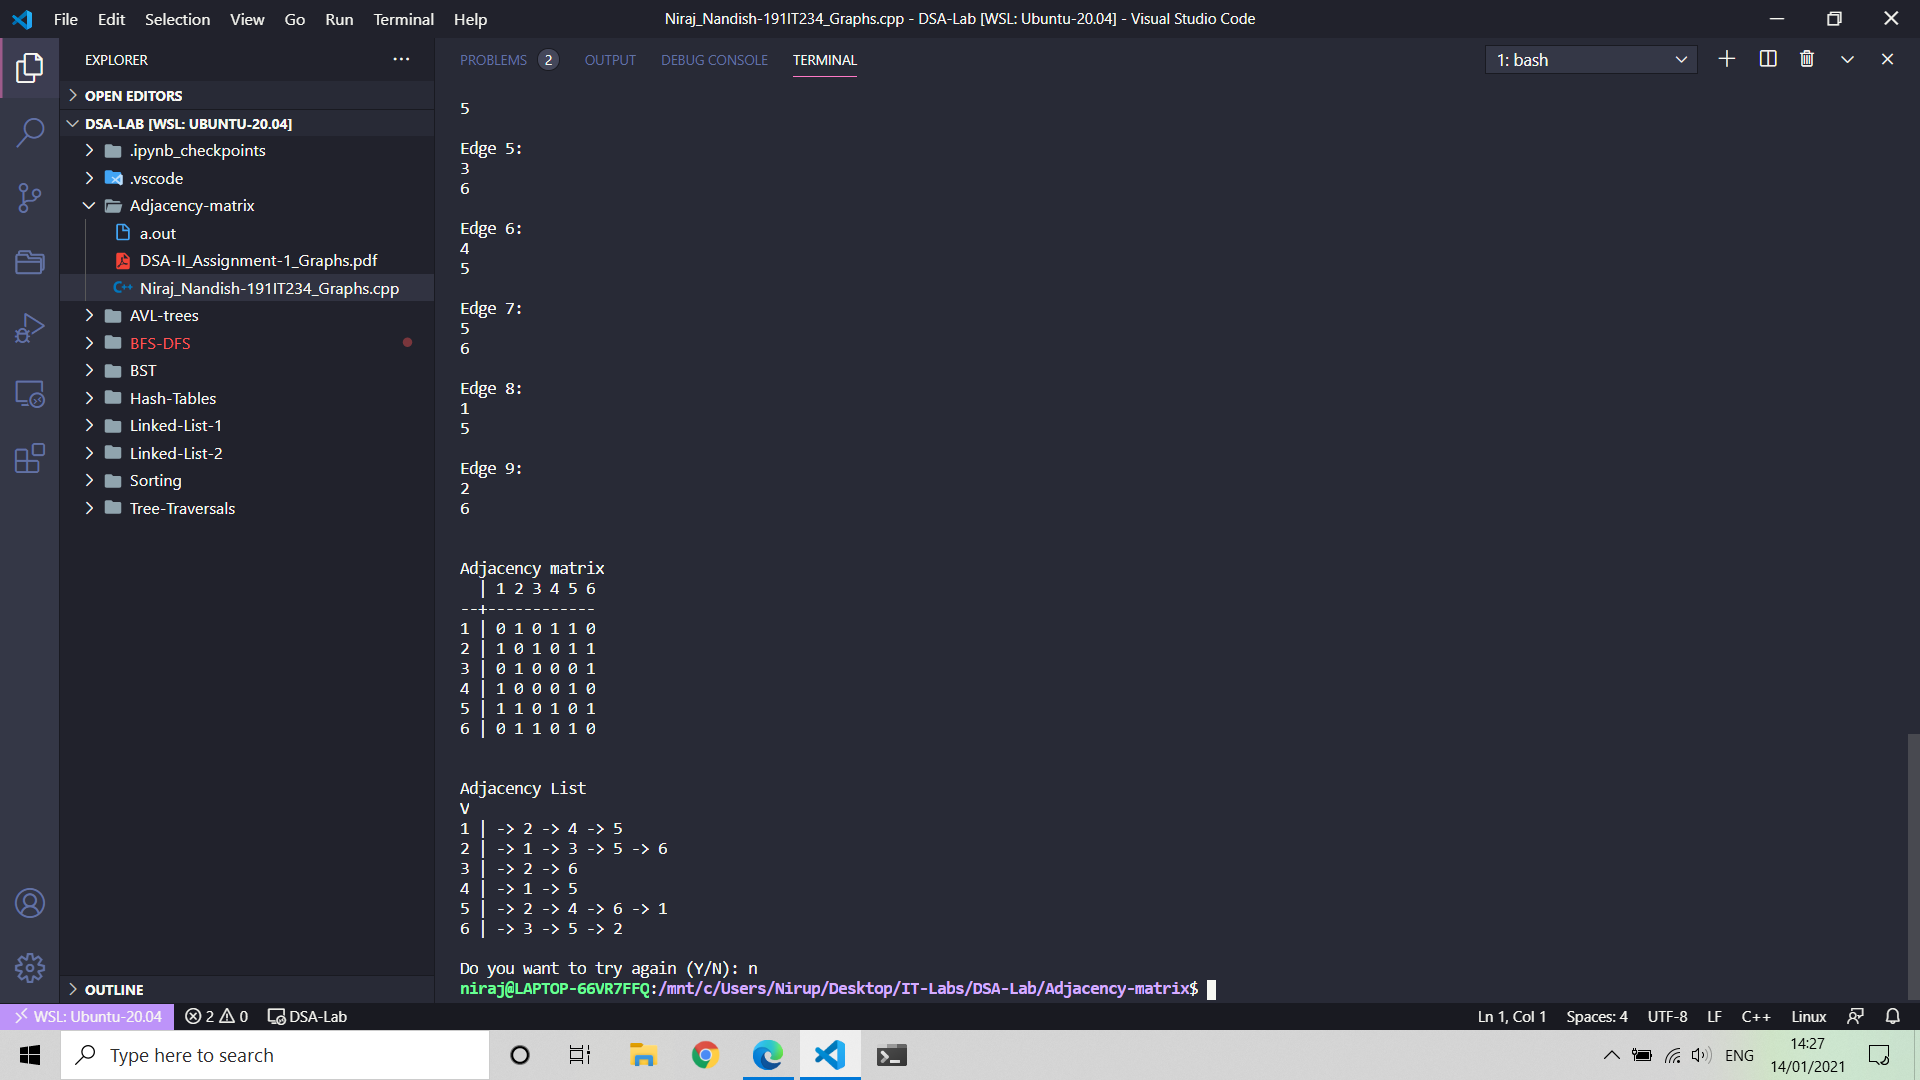 File Edit Selection View Go Run Terminal Help
Niraj_Nandish-191IT234_Graphs.cpp - DSA-Lab [WSL: Ubuntu-20.04] - Visual Studio Code
EXPLORER
OPEN EDITORS
DSA-LAB [WSL: UBUNTU-20.04]
.ipynb_checkpoints
.vscode
Adjacency-matrix
a.out
DSA-II_Assignment-1_Graphs.pdf
Niraj_Nandish-191IT234_Graphs.cpp
AVL-trees
BFS-DFS
BST
Hash-Tables
Linked-List-1
Linked-List-2
Sorting
Tree-Traversals
OUTLINE
PROBLEMS 2 OUTPUT DEBUG CONSOLE TERMINAL
1: bash
5
Edge 5:
3
6
Edge 6:
4
5
Edge 7:
5
6
Edge 8:
1
5
Edge 9:
2
6
Adjacency matrix
| 1 2 3 4 5 6
--+------------
1 | 0 1 0 1 1 0
2 | 1 0 1 0 1 1
3 | 0 1 0 0 0 1
4 | 1 0 0 0 1 0
5 | 1 1 0 1 0 1
6 | 0 1 1 0 1 0
Adjacency List
V
1 | -> 2 -> 4 -> 5
2 | -> 1 -> 3 -> 5 -> 6
3 | -> 2 -> 6
4 | -> 1 -> 5
5 | -> 2 -> 4 -> 6 -> 1
6 | -> 3 -> 5 -> 2
Do you want to try again (Y/N): n
niraj@LAPTOP-66VR7FFQ:/mnt/c/Users/Nirup/Desktop/IT-Labs/DSA-Lab/Adjacency-matrix$
WSL: Ubuntu-20.04 2 0 DSA-Lab
Ln 1, Col 1 Spaces: 4 UTF-8 LF C++ Linux
Type here to search
ENG
14:27
14/01/2021